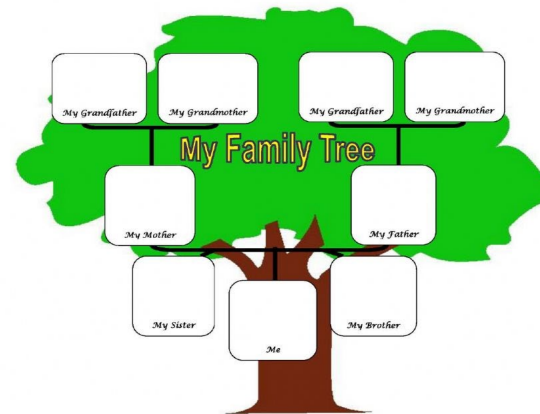 My Grandfather
My Grandmother
My Grandfather
My Grandmother
My Family Tree
My Mother
My Father
My Sister
My Brother
Me